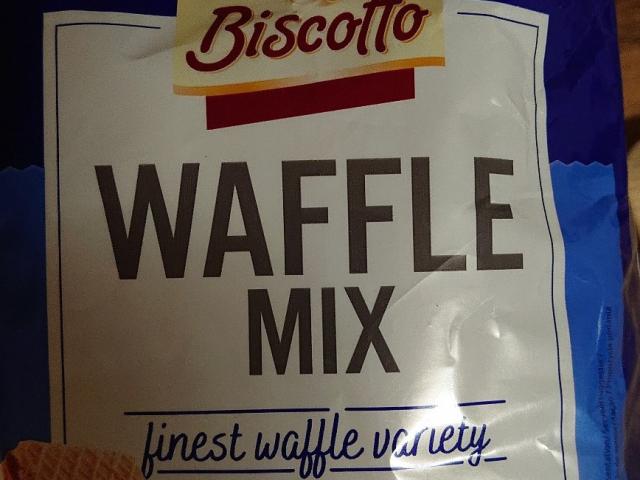 Biscotto
WAFFLE
MIX
finest waffle variety